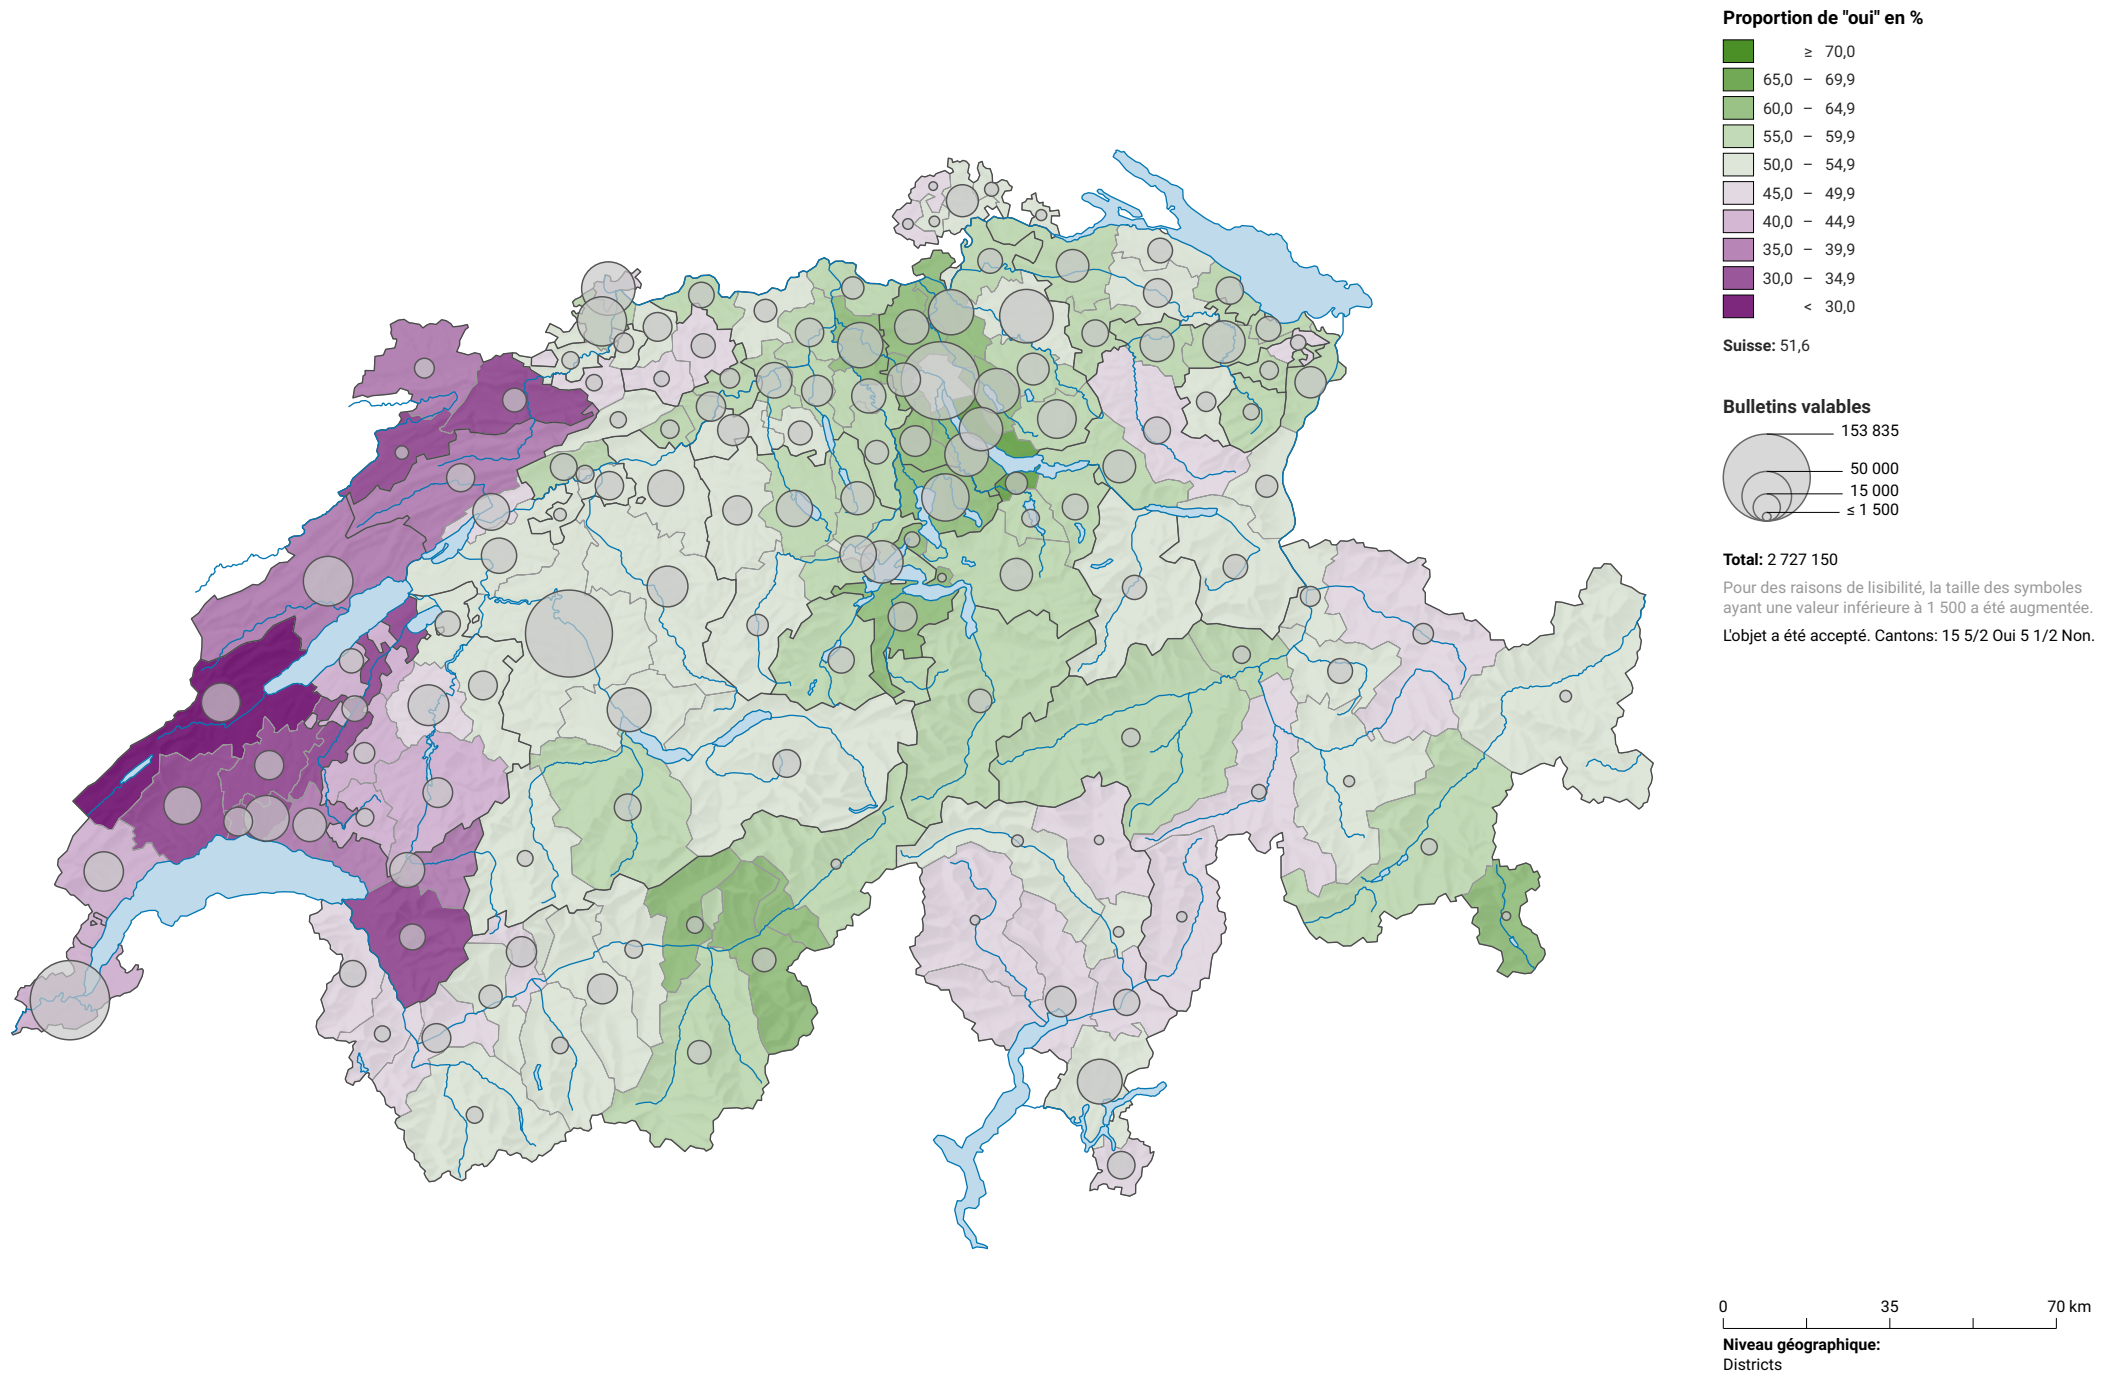 Proportion de "oui" en %
≥ 70,0
65,0 – 69,9
60,0 – 64,9
55,0 – 59,9
50,0 – 54,9
45,0 – 49,9
40,0 – 44,9
35,0 – 39,9
30,0 – 34,9
< 30,0
Suisse: 51,6
Bulletins valables
153 835
50 000
15 000
≤ 1 500
Total: 2 727 150
Pour des raisons de lisibilité, la taille des symboles
ayant une valeur inférieure à 1 500 a été augmentée.
L'objet a été accepté. Cantons: 15 5/2 Oui 5 1/2 Non.
0 35 70 km
Niveau géographique:
Districts